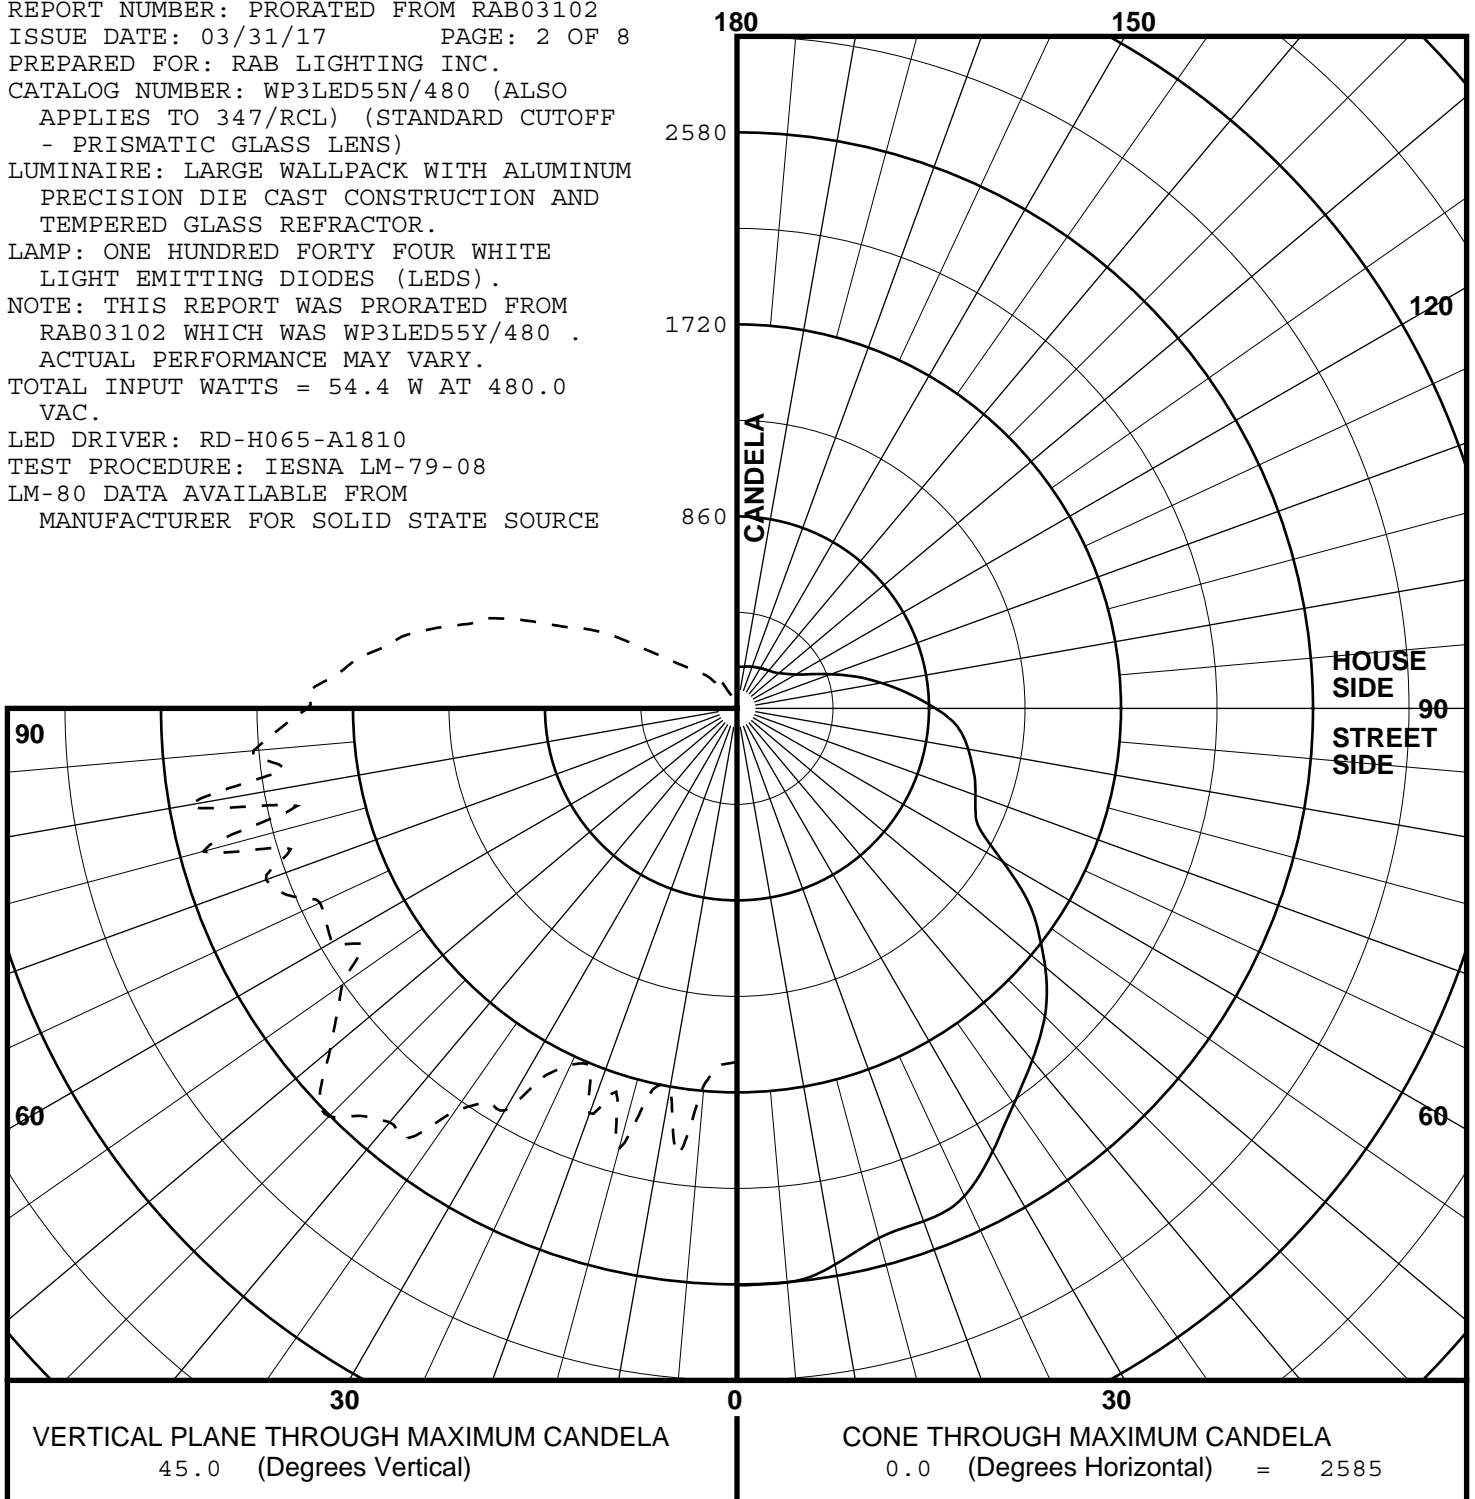 REPORT NUMBER: PRORATED FROM RAB03102
ISSUE DATE: 03/31/17 PAGE: 2 OF 8
PREPARED FOR: RAB LIGHTING INC.
CATALOG NUMBER: WP3LED55N/480 (ALSO
APPLIES TO 347/RCL) (STANDARD CUTOFF
- PRISMATIC GLASS LENS)
LUMINAIRE: LARGE WALLPACK WITH ALUMINUM
PRECISION DIE CAST CONSTRUCTION AND
TEMPERED GLASS REFRACTOR.
LAMP: ONE HUNDRED FORTY FOUR WHITE
LIGHT EMITTING DIODES (LEDS).
NOTE: THIS REPORT WAS PRORATED FROM
RAB03102 WHICH WAS WP3LED55Y/480 .
ACTUAL PERFORMANCE MAY VARY.
TOTAL INPUT WATTS = 54.4 W AT 480.0
VAC.
LED DRIVER: RD-H065-A1810
TEST PROCEDURE: IESNA LM-79-08
LM-80 DATA AVAILABLE FROM
MANUFACTURER FOR SOLID STATE SOURCE
180
150
2580
120
1720
CANDELA
860
HOUSE
SIDE
90
90
STREET
SIDE
60
60
30
0
30
VERTICAL PLANE THROUGH MAXIMUM CANDELA
45.0 (Degrees Vertical)
CONE THROUGH MAXIMUM CANDELA
0.0 (Degrees Horizontal) = 2585